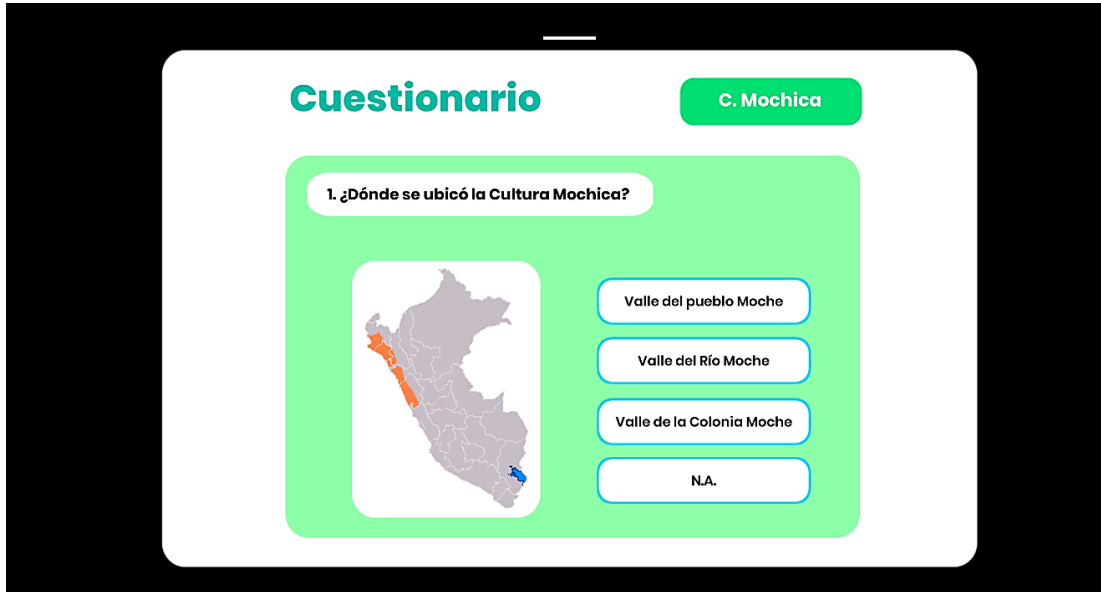 Cuestionario
C. Mochica
1. ¿Dónde se ubicó la Cultura Mochica?
Valle del pueblo Moche
Valle del Río Moche
Valle de la Colonia Moche
N.A.